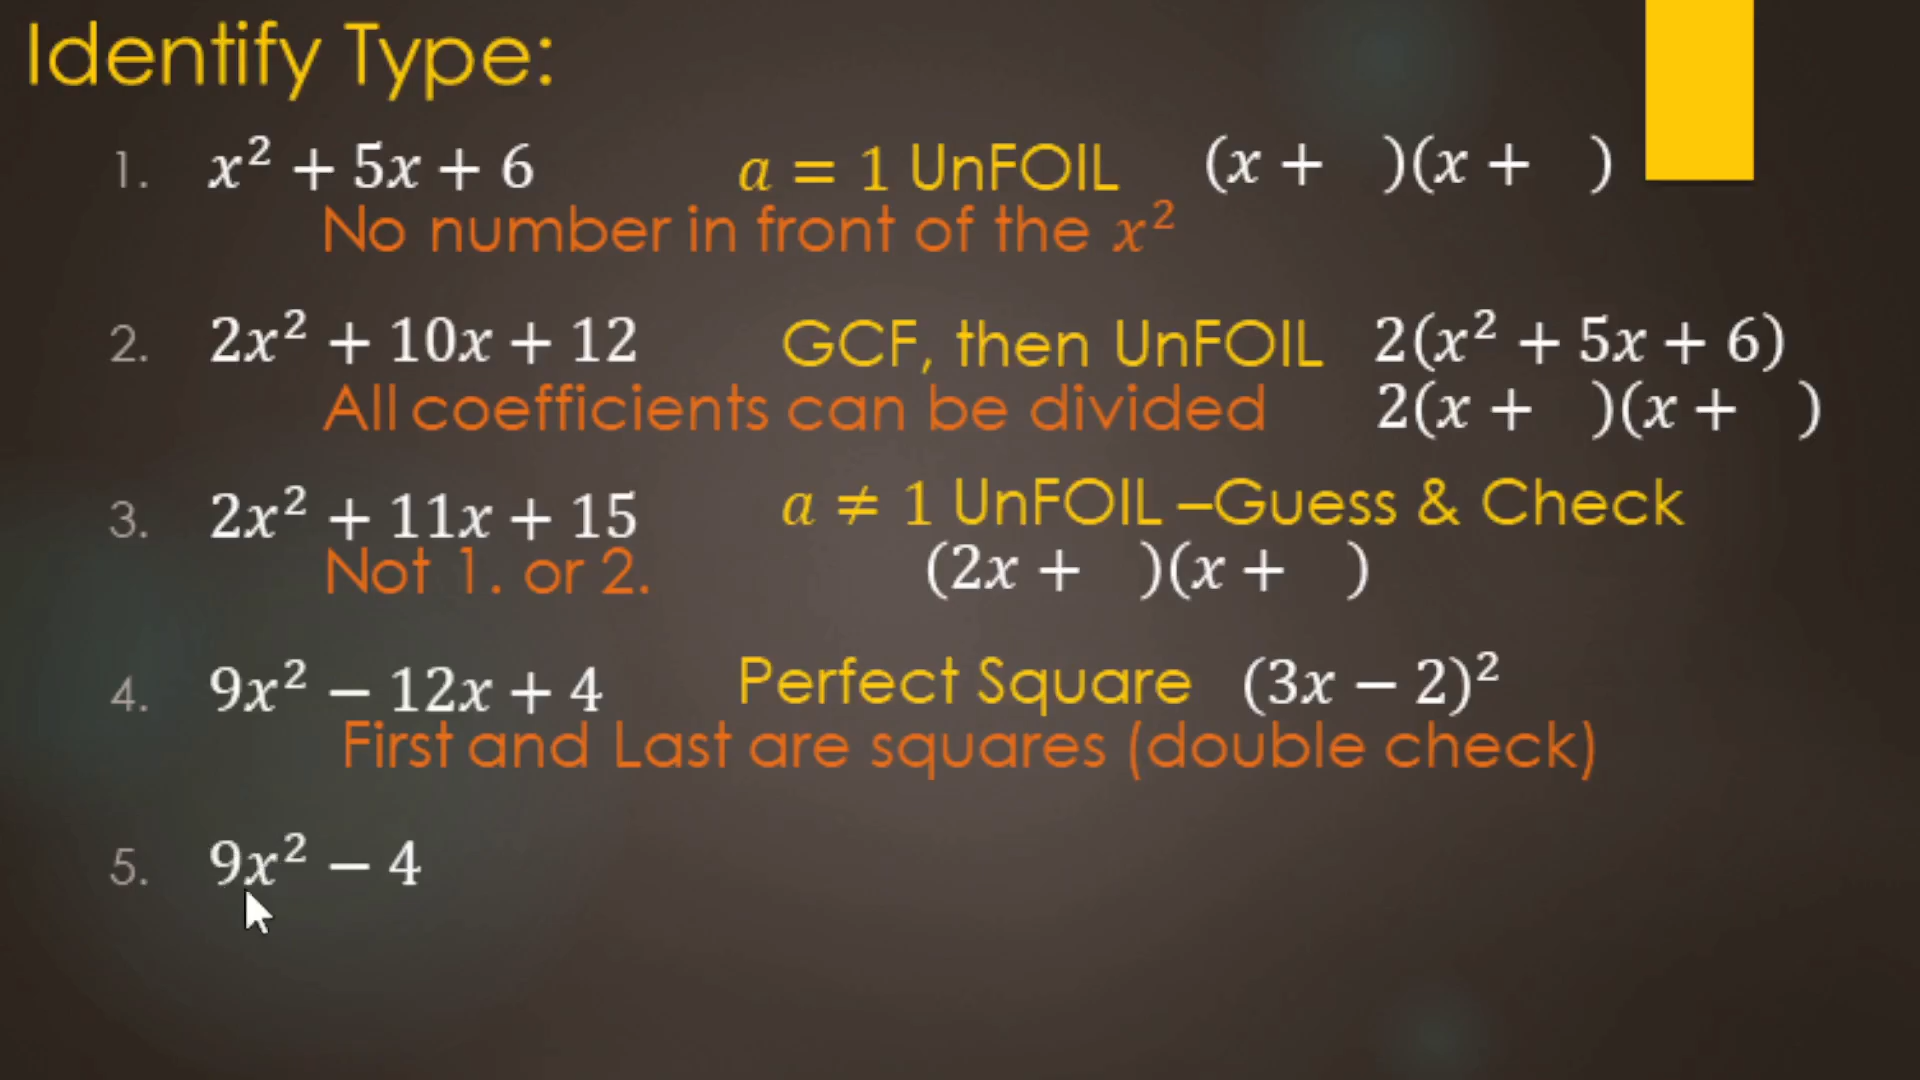 Identify Type:
1. x² + 5x + 6 a = 1 UnFOIL (x + )(x + )
No number in front of the x²
2. 2x² + 10x + 12 GCF, then UnFOIL 2(x² + 5x + 6)
All coefficients can be divided 2(x + )(x + )
3. 2x² + 11x + 15 a ≠ 1 UnFOIL –Guess & Check
Not 1. or 2. (2x + )(x + )
4. 9x² − 12x + 4 Perfect Square (3x − 2)²
First and Last are squares (double check)
5. 9x² − 4